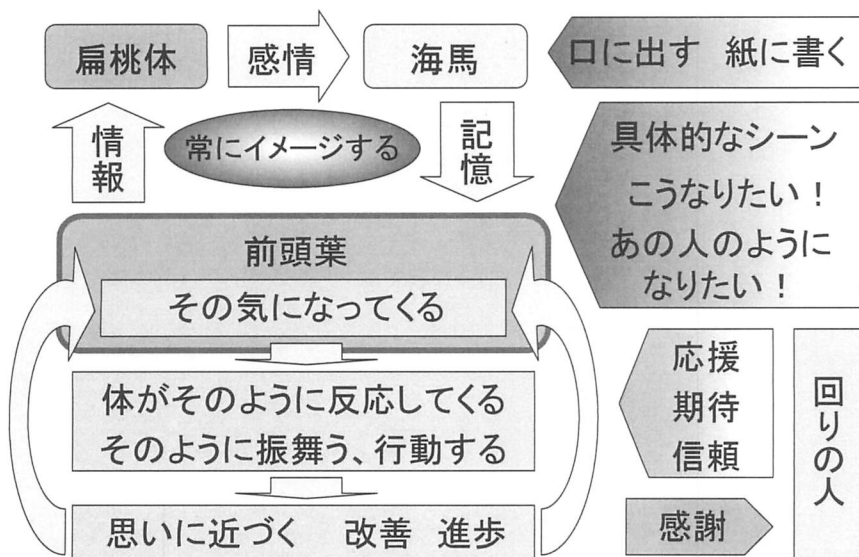 扁桃体
感情
海馬
口に出す 紙に書く
情報
常にイメージする
記憶
具体的なシーン
こうなりたい！
あの人のように
なりたい！
前頭葉
その気になってくる
体がそのように反応してくる
そのように振舞う、行動する
思いに近づく 改善 進歩
応援
期待
信頼
感謝
回りの人